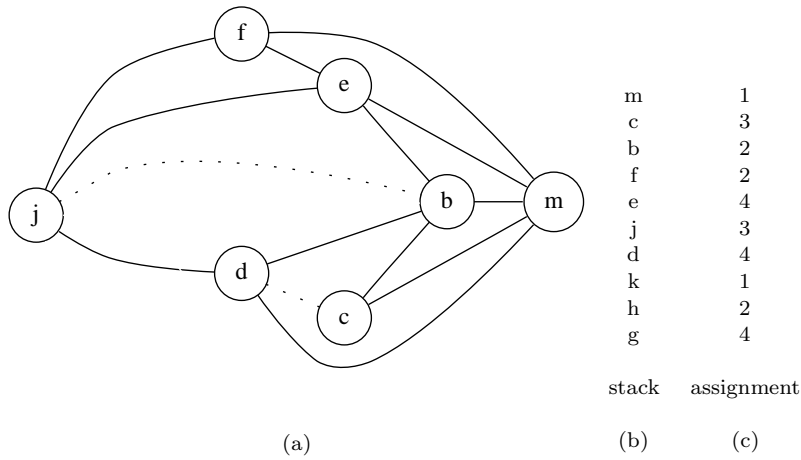 f
e
j
b
m
d
c
m 1
c 3
b 2
f 2
e 4
j 3
d 4
k 1
h 2
g 4
stack assignment
(a) (b) (c)